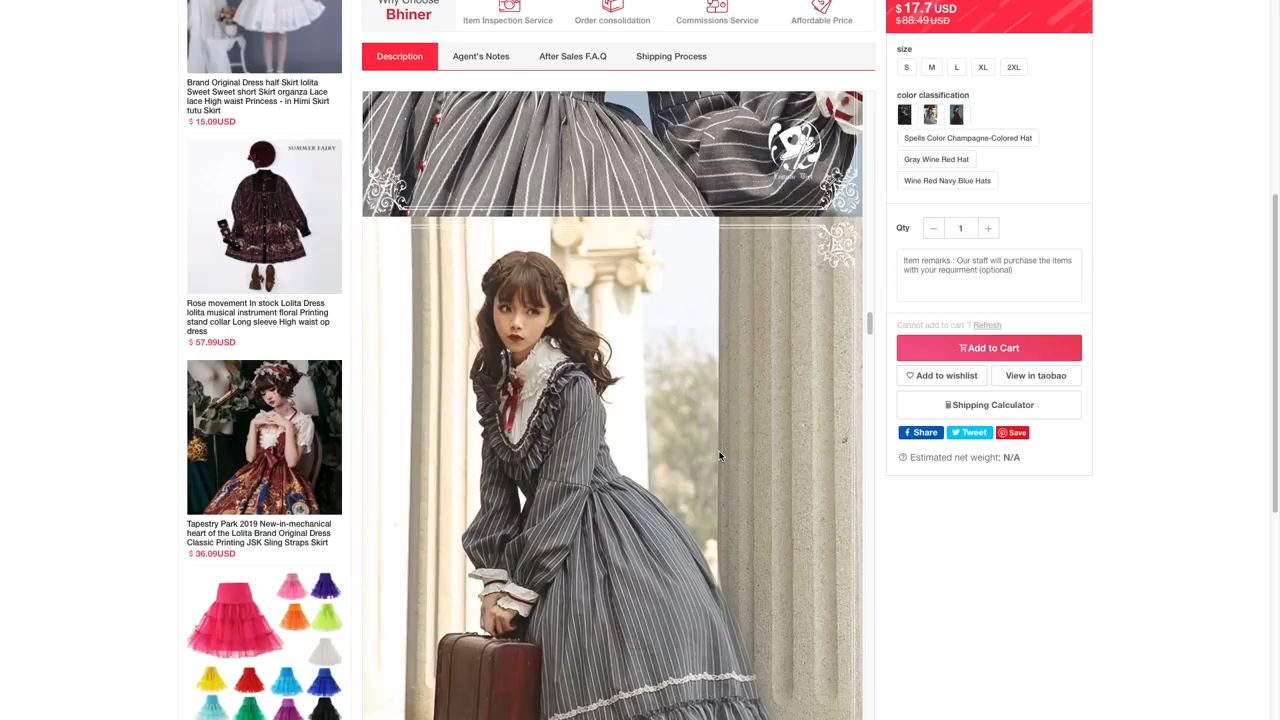 Why Choose
Bhiner
Item Inspection Service
Order consolidation
Commissions Service
Affordable Price
$ 17.7 USD
$88.49 USD
Description
Agent's Notes
After Sales F.A.Q
Shipping Process
Brand Original Dress half Skirt lolita
Sweet Sweet short Skirt organza Lace
lace High waist Princess - in Himi Skirt
tutu Skirt
$ 15.09USD
SUMMER FAIRY
Rose movement In stock Lolita Dress
lolita musical instrument floral Printing
stand collar Long sleeve High waist op
dress
$ 57.99USD
Tapestry Park 2019 New-in-mechanical
heart of the Lolita Brand Original Dress
Classic Printing JSK Sling Straps Skirt
$ 36.09USD
size
S
M
L
XL
2XL
color classification
Spells Color Champagne-Colored Hat
Gray Wine Red Hat
Wine Red Navy Blue Hats
Qty
−
1
+
Item remarks : Our staff will purchase the items
with your requirment (optional)
Cannot add to cart ? Refresh
Add to Cart
Add to wishlist
View in taobao
Shipping Calculator
Share
Tweet
Save
Estimated net weight: N/A